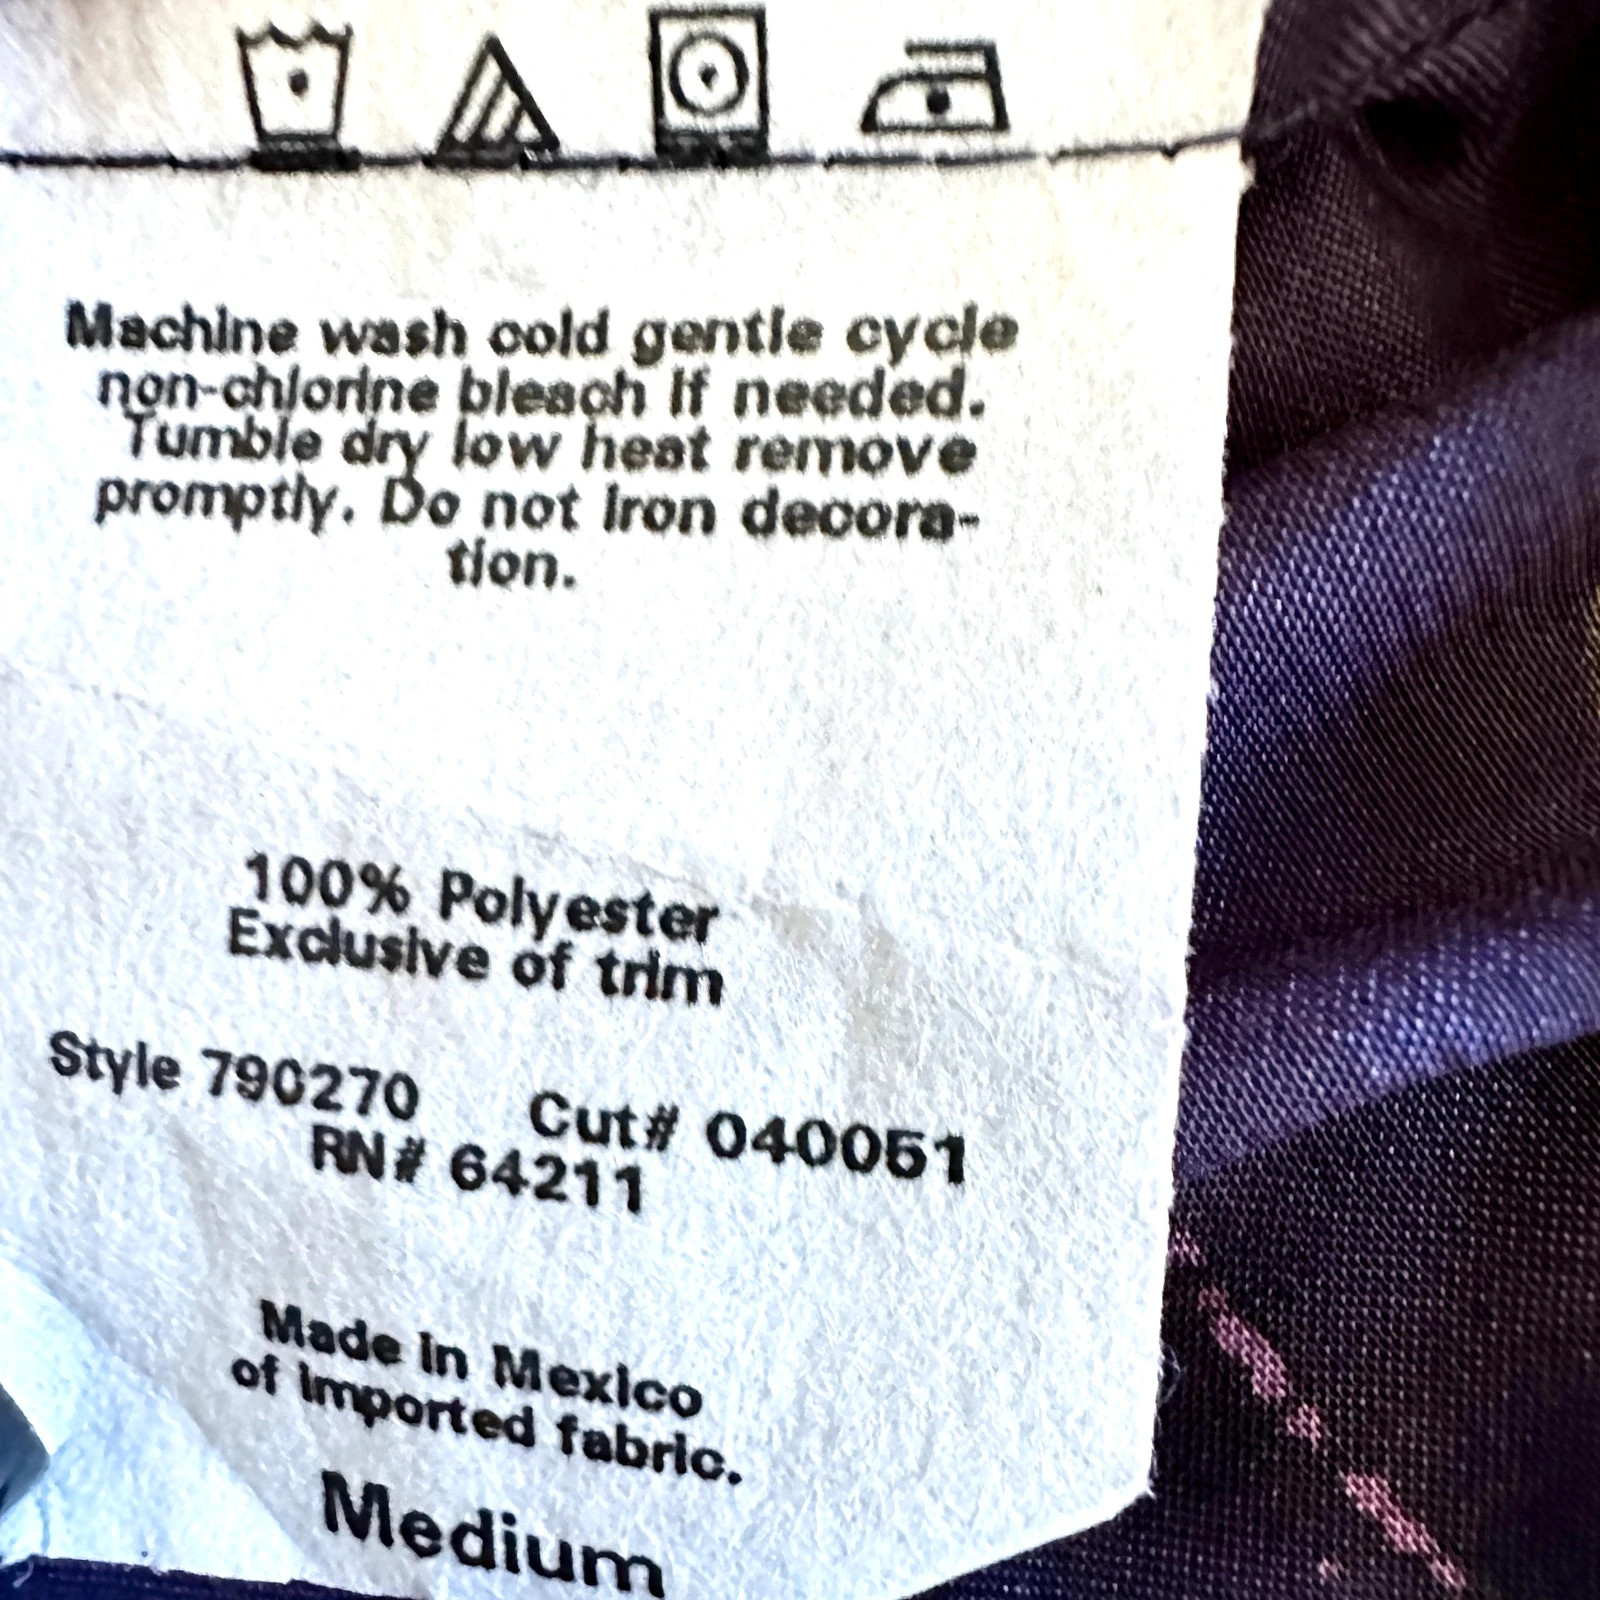 Machine wash cold gentle cycle
non-chlorine bleach if needed.
Tumble dry low heat remove
promptly. Do not iron decora-
tion.
100% Polyester
Exclusive of trim
Style 790270 Cut# 040051
RN# 64211
Made in Mexico
of imported fabric.
Medium